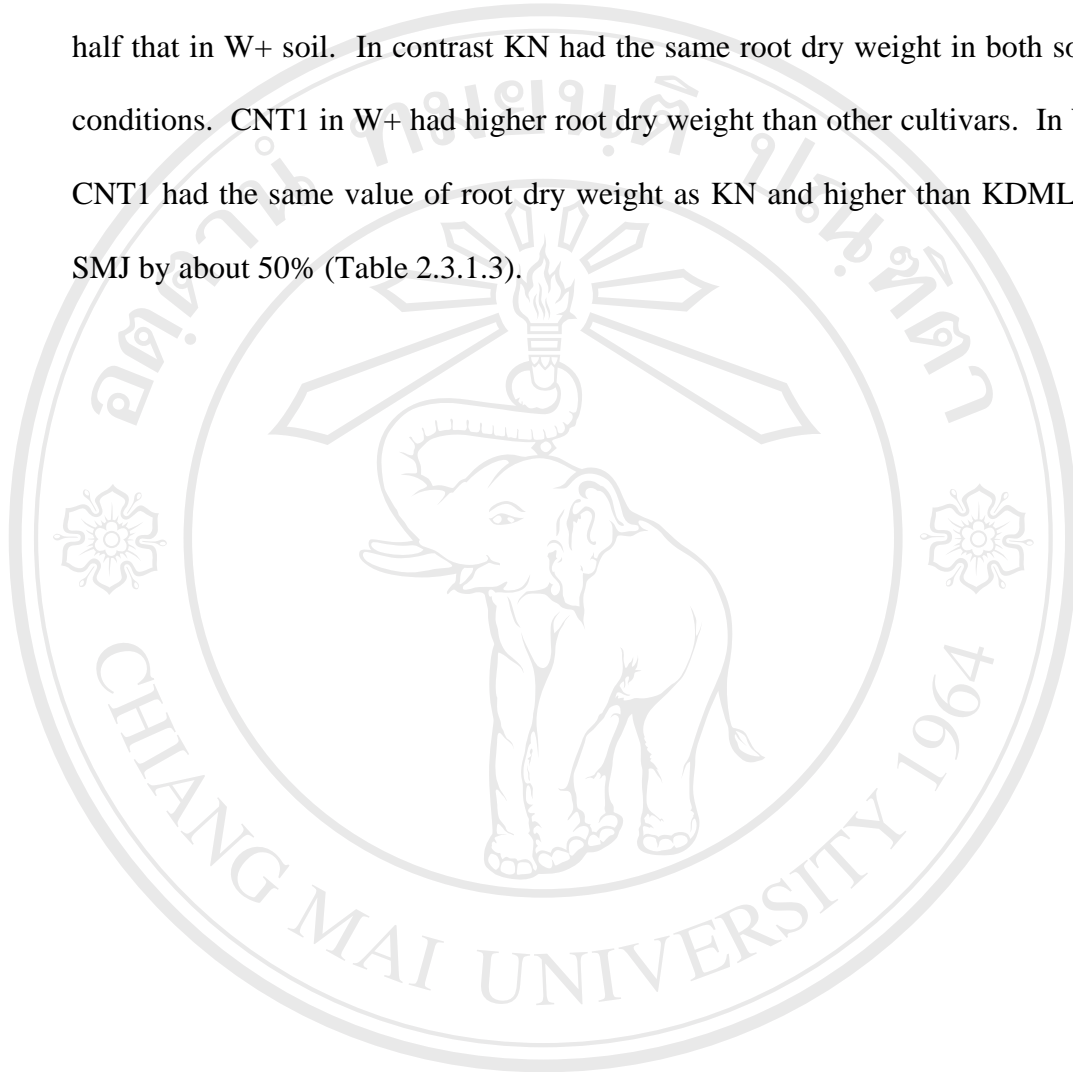 half that in W+ soil. In contrast KN had the same root dry weight in both
conditions. CNT1 in W+ had higher root dry weight than other cultivars. In
CNT1 had the same value of root dry weight as KN and higher than KDML
SMJ by about 50% (Table 2.3.1.3).
CHIANG MAI UNIVERSITY 1964